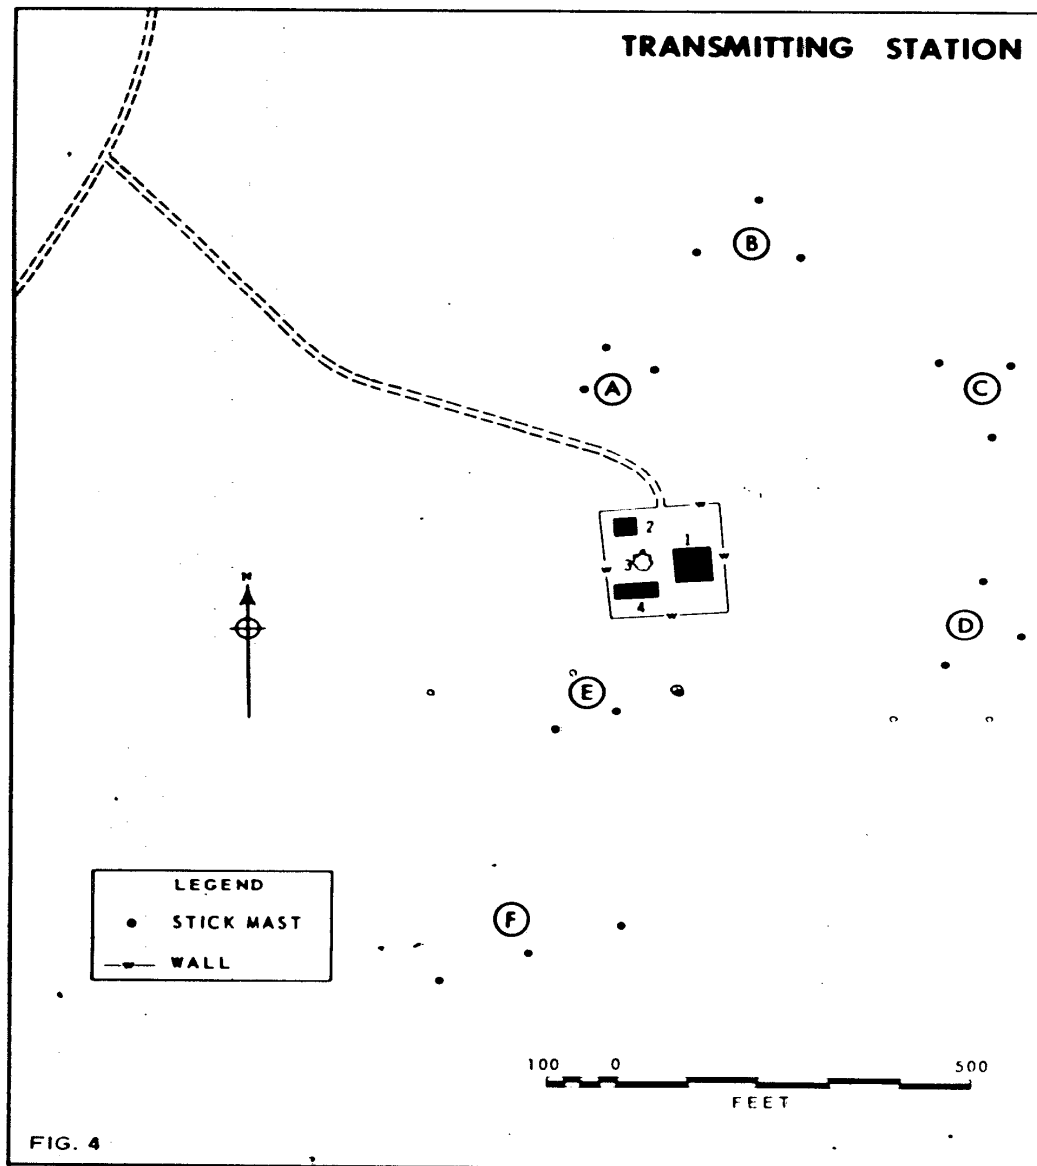 TRANSMITTING STATION
B
A
C
2
1
3
4
N
D
E
LEGEND
STICK MAST
W WALL
F
100 0 500
FEET
FIG. 4